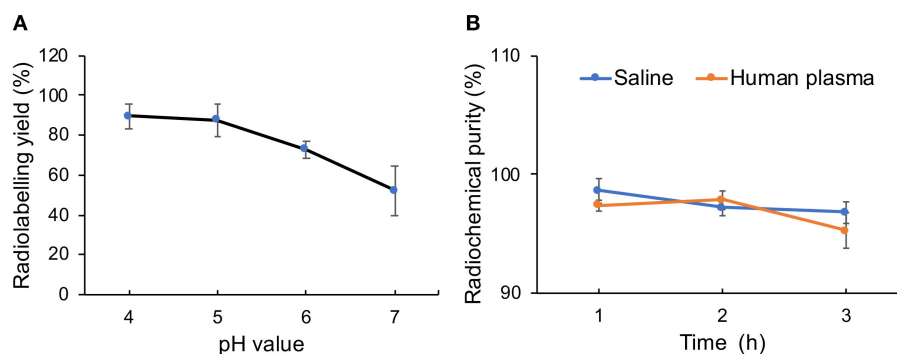 A
Radiolabelling yield (%)
120
100
80
60
40
20
0
4 5 6 7
pH value
B
Radiochemical purity (%)
110
100
90
Saline Human plasma
1 2 3
Time (h)